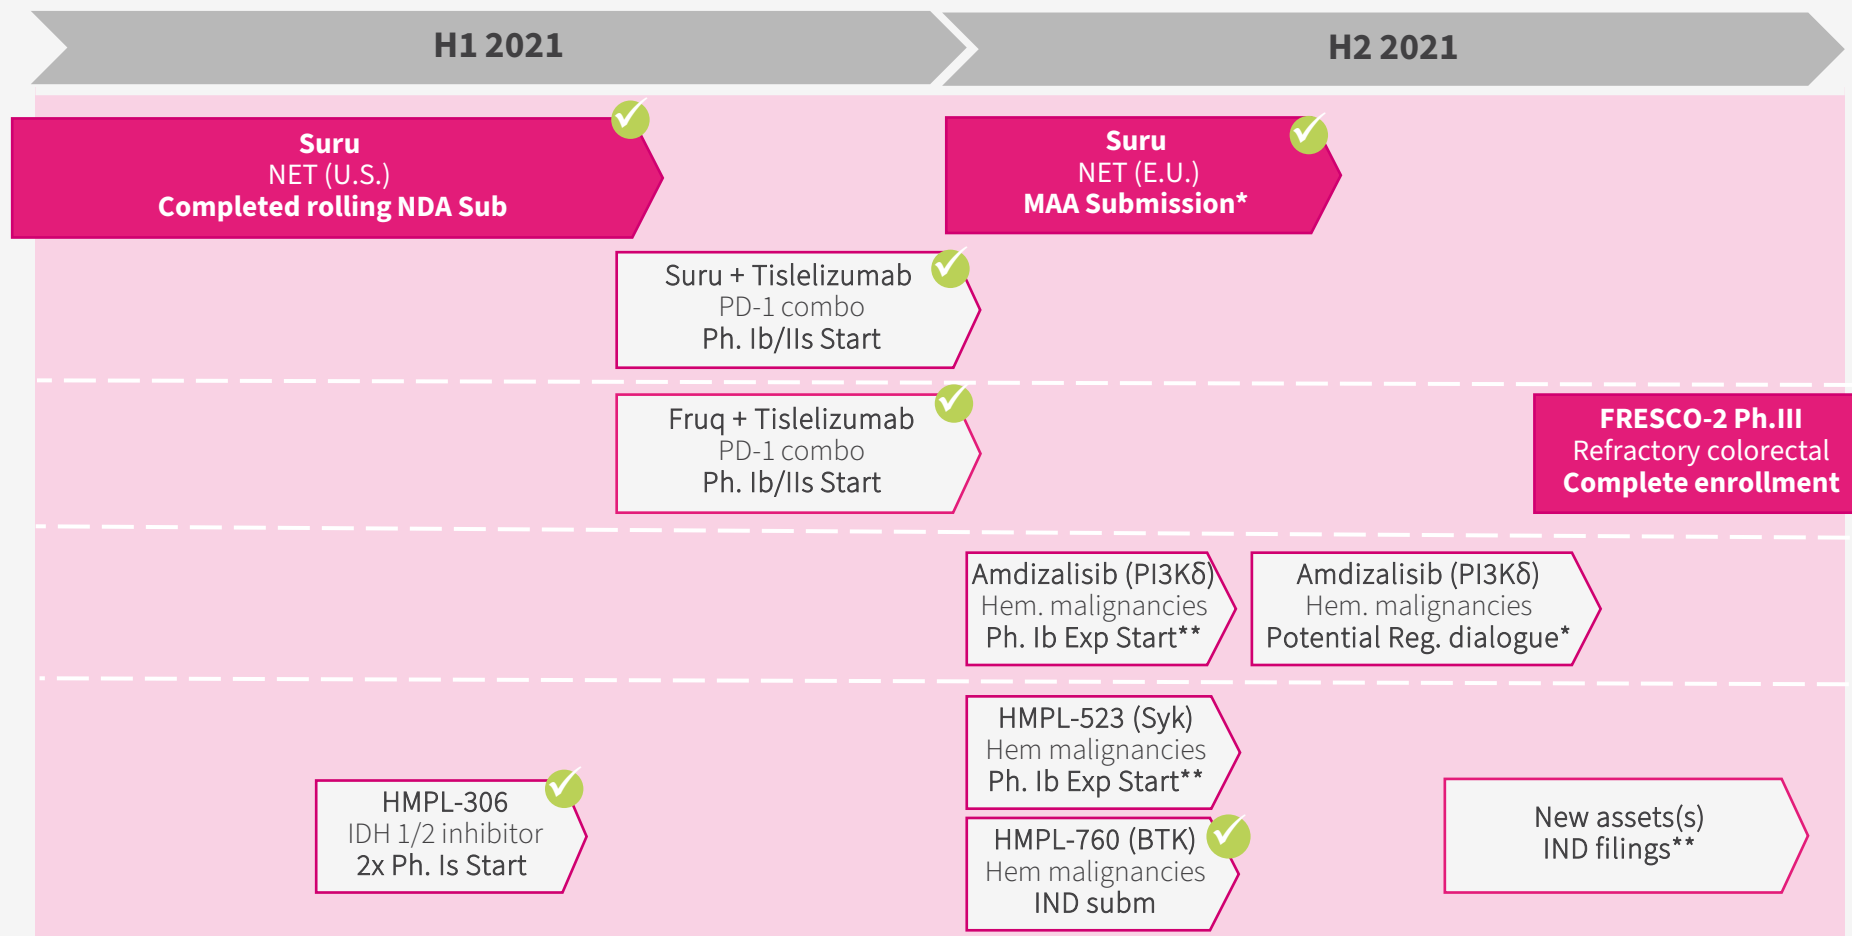 H1 2021
H2 2021
Suru
NET (U.S.)
Completed rolling NDA Sub
Suru
NET (E.U.)
MAA Submission*
Suru + Tislelizumab
PD-1 combo
Ph. Ib/IIs Start
Fruq + Tislelizumab
PD-1 combo
Ph. Ib/IIs Start
FRESCO-2 Ph.III
Refractory colorectal
Complete enrollment
Amdizalisib (PI3Kδ)
Hem. malignancies
Ph. Ib Exp Start**
Amdizalisib (PI3Kδ)
Hem. malignancies
Potential Reg. dialogue*
HMPL-523 (Syk)
Hem malignancies
Ph. Ib Exp Start**
HMPL-306
IDH 1/2 inhibitor
2x Ph. Is Start
HMPL-760 (BTK)
Hem malignancies
IND subm
New assets(s)
IND filings**